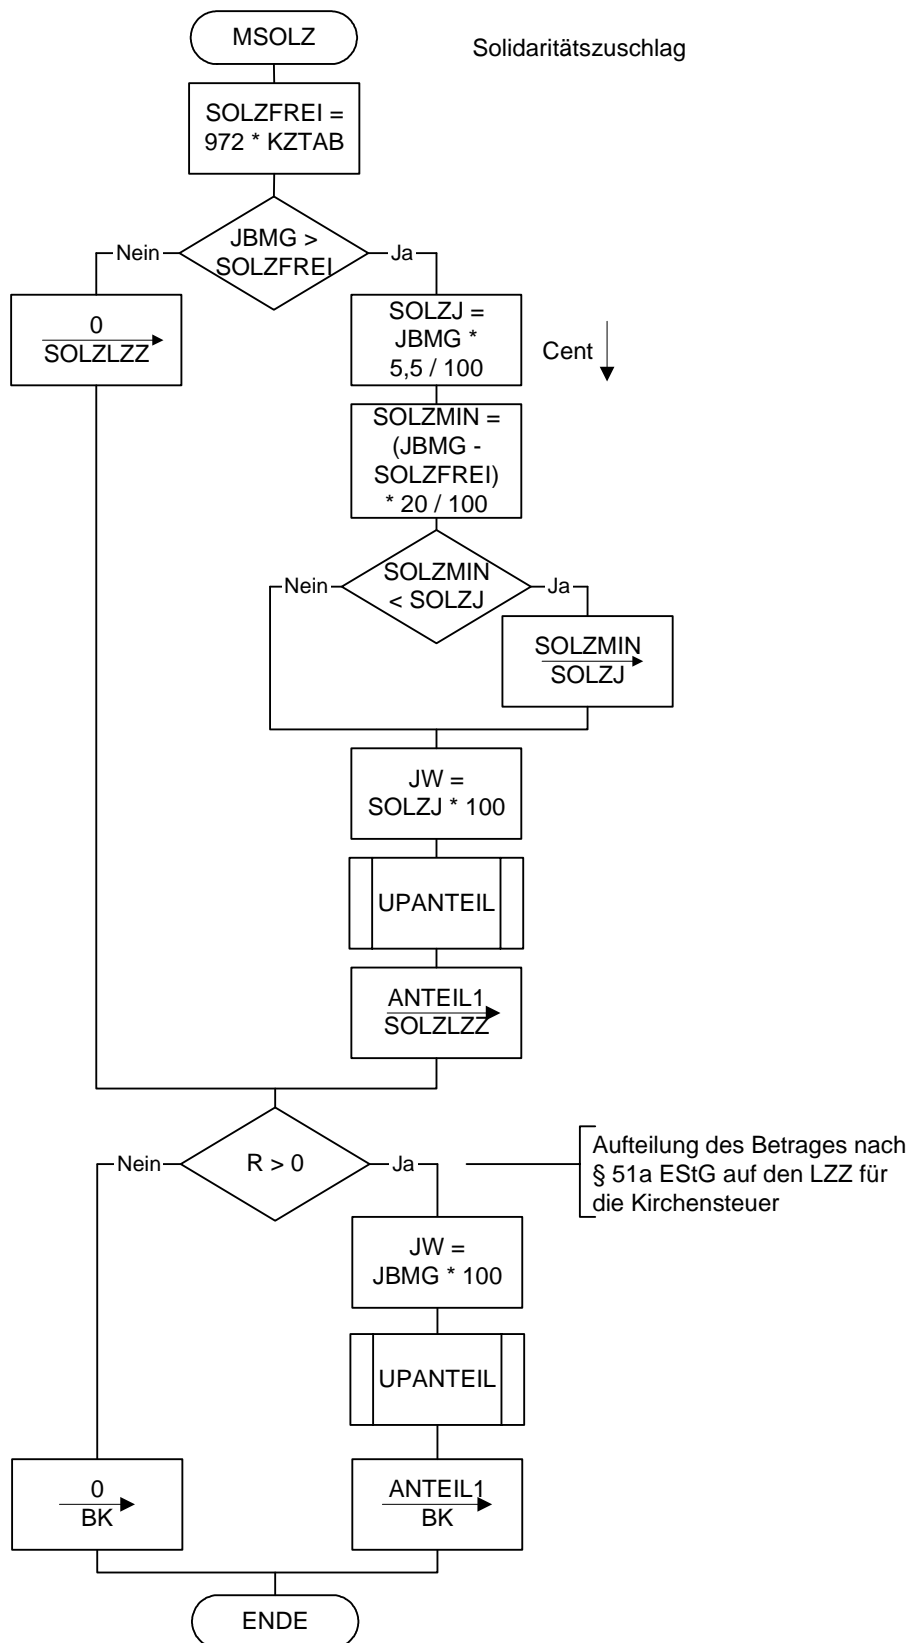 MSOLZ
Solidaritätszuschlag
SOLZFREI =
972 * KZTAB
JBMG >
SOLZFREI
Nein
Ja
0
SOLZLZZ
SOLZJ =
JBMG *
5,5 / 100
Cent
SOLZMIN =
(JBMG -
SOLZFREI)
* 20 / 100
SOLZMIN
< SOLZJ
Nein
Ja
SOLZMIN
SOLZJ
JW =
SOLZJ * 100
UPANTEIL
ANTEIL1
SOLZLZZ
R > 0
Nein
Ja
Aufteilung des Betrages nach
§ 51a EStG auf den LZZ für
die Kirchensteuer
JW =
JBMG * 100
UPANTEIL
0
BK
ANTEIL1
BK
ENDE